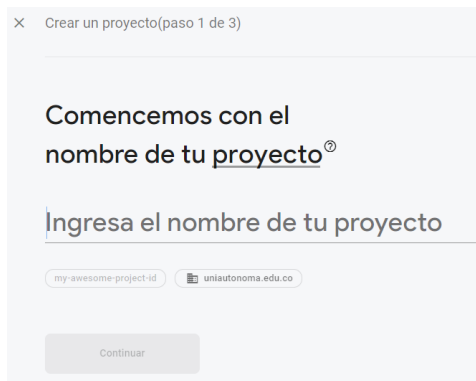 Crear un proyecto(paso 1 de 3)
Comencemos con el
nombre de tu proyecto
Ingresa el nombre de tu proyecto
my-awesome-project-id
uniautonoma.edu.co
Continuar